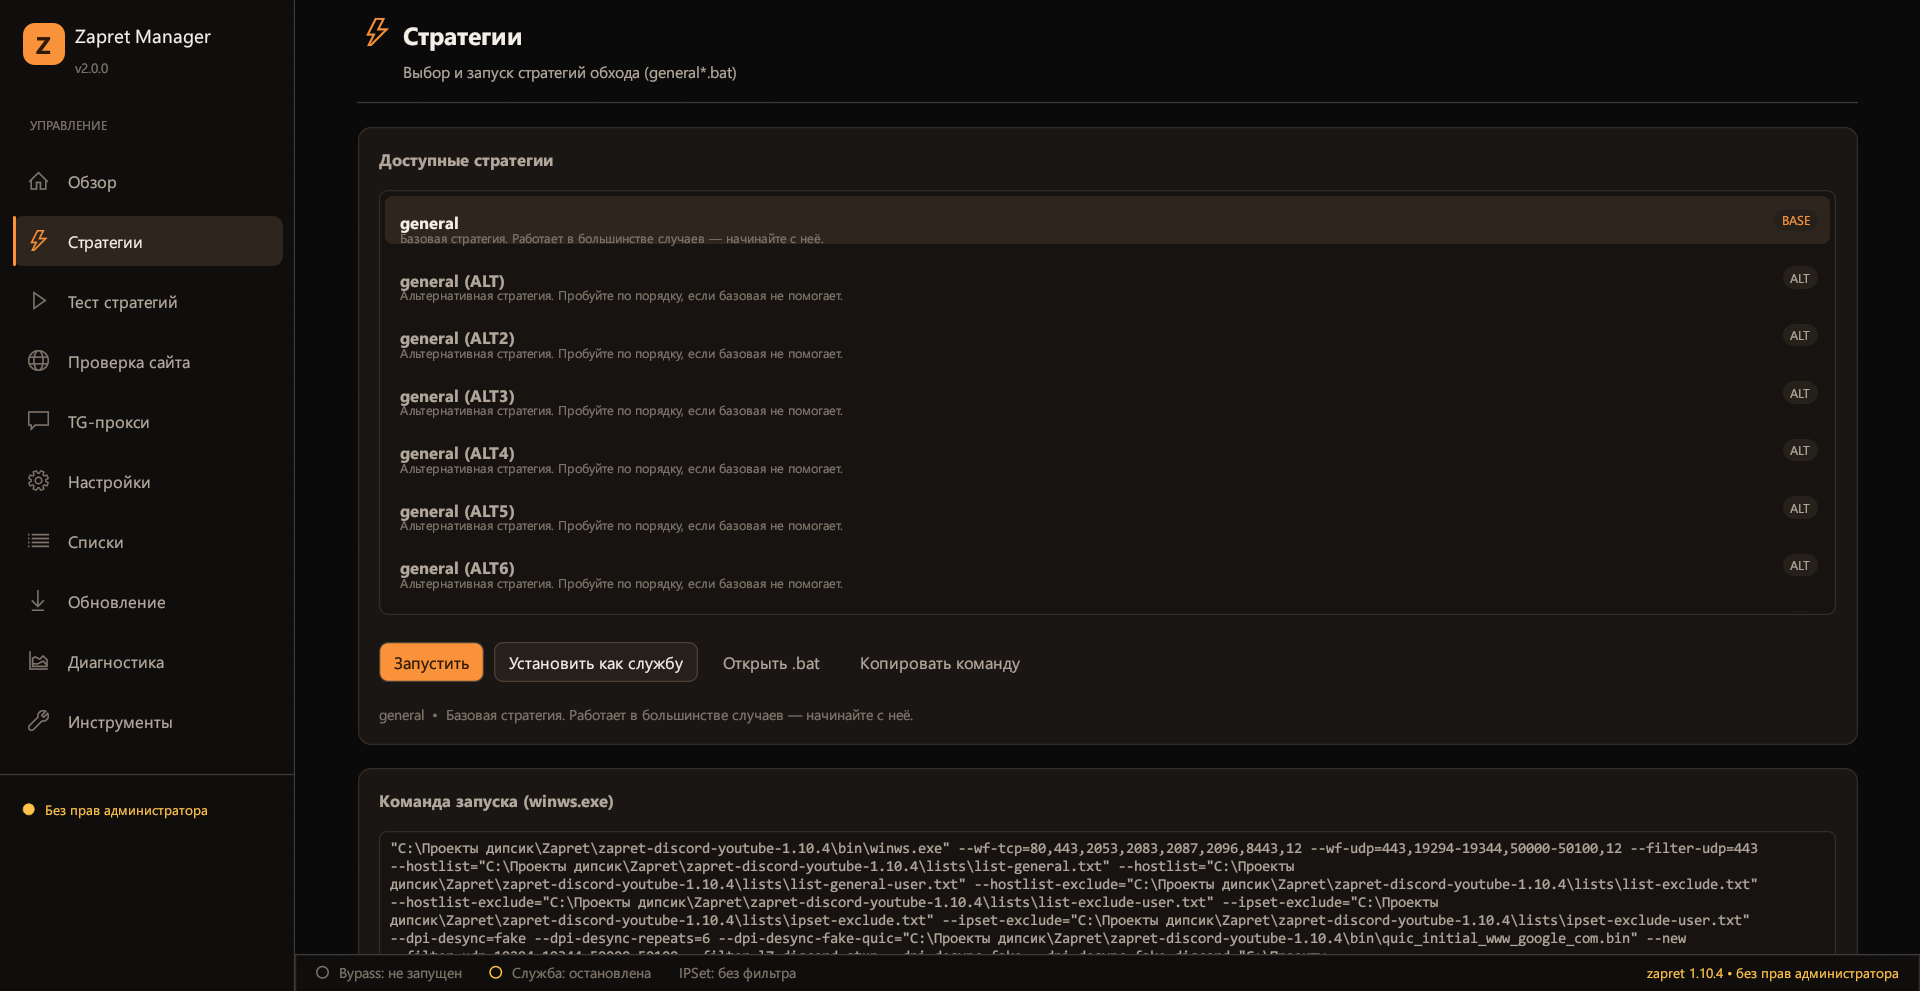 Z
Zapret Manager
v2.0.0
УПРАВЛЕНИЕ
Обзор
Стратегии
Тест стратегий
Проверка сайта
TG-прокси
Настройки
Списки
Обновление
Диагностика
Инструменты
Без прав администратора
Стратегии
Выбор и запуск стратегий обхода (general*.bat)
Доступные стратегии
general
BASE
Базовая стратегия. Работает в большинстве случаев — начинайте с неё.
general (ALT)
ALT
Альтернативная стратегия. Пробуйте по порядку, если базовая не помогает.
general (ALT2)
ALT
Альтернативная стратегия. Пробуйте по порядку, если базовая не помогает.
general (ALT3)
ALT
Альтернативная стратегия. Пробуйте по порядку, если базовая не помогает.
general (ALT4)
ALT
Альтернативная стратегия. Пробуйте по порядку, если базовая не помогает.
general (ALT5)
ALT
Альтернативная стратегия. Пробуйте по порядку, если базовая не помогает.
general (ALT6)
ALT
Альтернативная стратегия. Пробуйте по порядку, если базовая не помогает.
Запустить
Установить как службу
Открыть .bat
Копировать команду
general • Базовая стратегия. Работает в большинстве случаев — начинайте с неё.
Команда запуска (winws.exe)
"C:\Проекты дипсик\Zapret\zapret-discord-youtube-1.10.4\bin\winws.exe" --wf-tcp=80,443,2053,2083,2087,2096,8443,12 --wf-udp=443,19294-19344,50000-50100,12 --filter-udp=443
--hostlist="C:\Проекты дипсик\Zapret\zapret-discord-youtube-1.10.4\lists\list-general.txt" --hostlist="C:\Проекты
дипсик\Zapret\zapret-discord-youtube-1.10.4\lists\list-general-user.txt" --hostlist-exclude="C:\Проекты дипсик\Zapret\zapret-discord-youtube-1.10.4\lists\list-exclude.txt"
--hostlist-exclude="C:\Проекты дипсик\Zapret\zapret-discord-youtube-1.10.4\lists\list-exclude-user.txt" --ipset-exclude="C:\Проекты
дипсик\Zapret\zapret-discord-youtube-1.10.4\lists\ipset-exclude.txt" --ipset-exclude="C:\Проекты дипсик\Zapret\zapret-discord-youtube-1.10.4\lists\ipset-exclude-user.txt"
--dpi-desync=fake --dpi-desync-repeats=6 --dpi-desync-fake-quic="C:\Проекты дипсик\Zapret\zapret-discord-youtube-1.10.4\bin\quic_initial_www_google_com.bin" --new
Bypass: не запущен
Служба: остановлена
IPSet: без фильтра
zapret 1.10.4 • без прав администратора